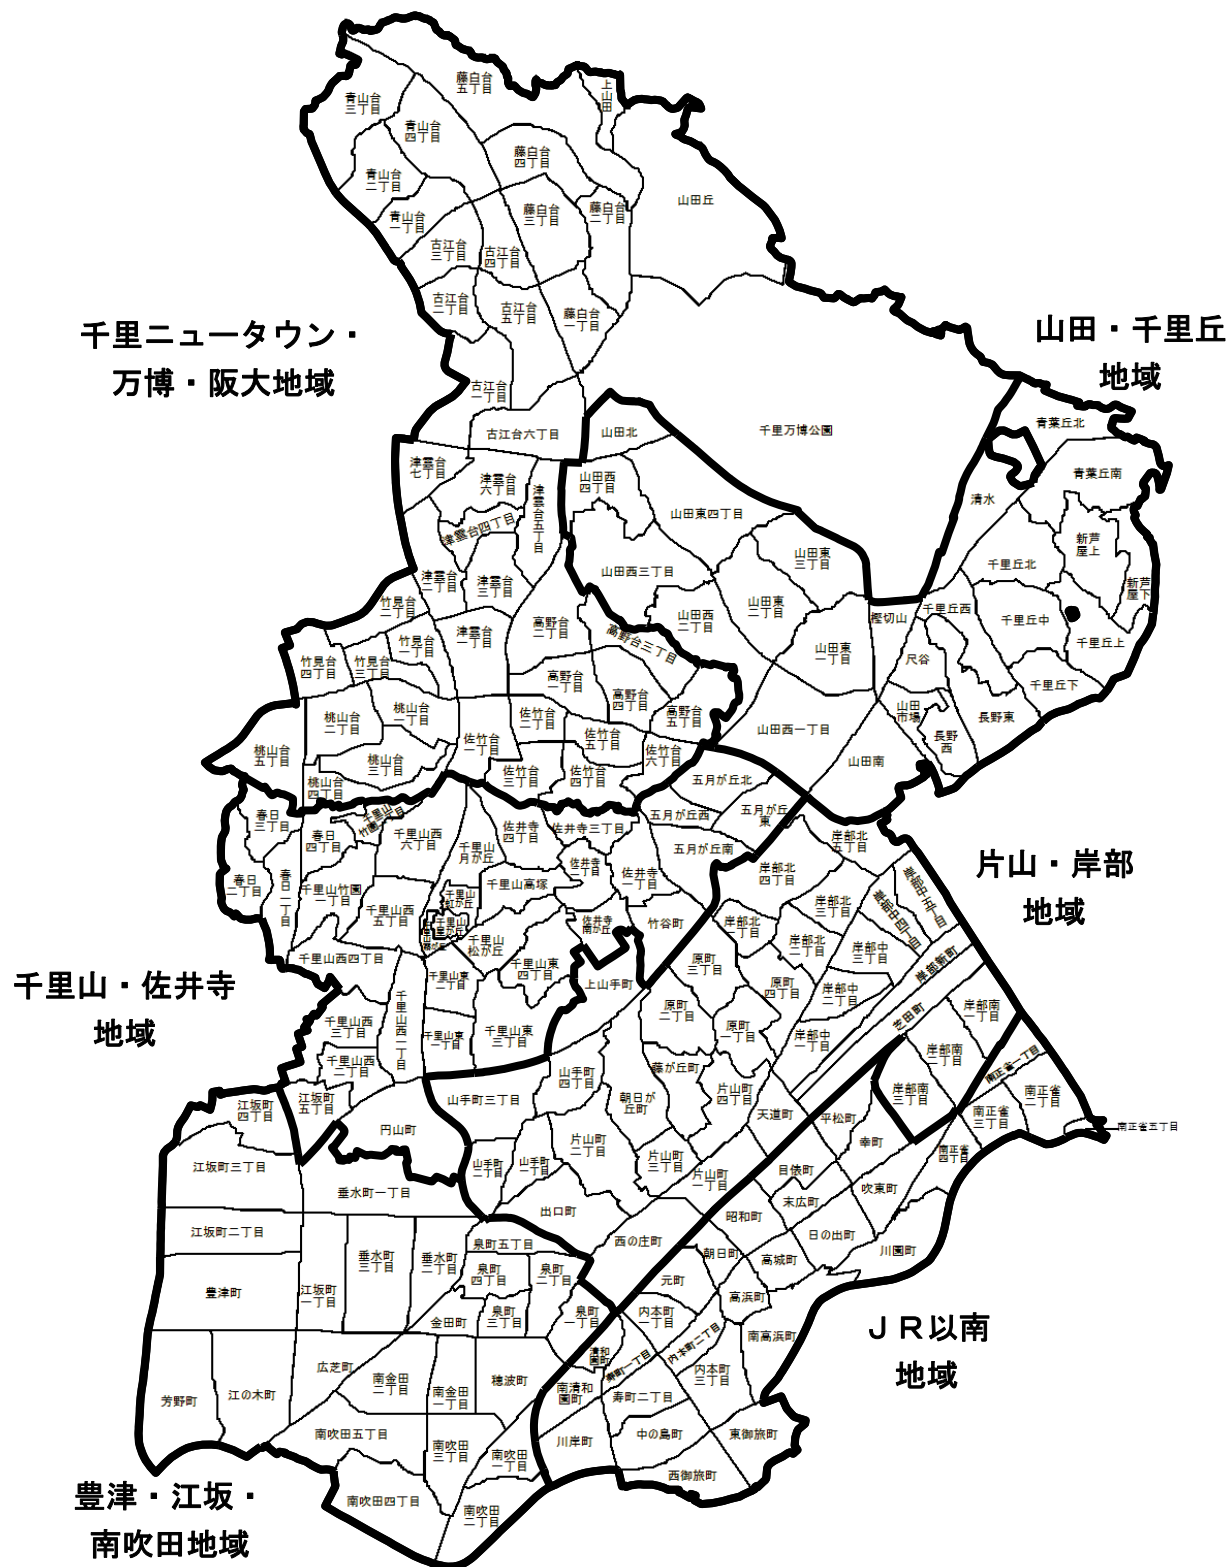 藤白台
五丁目
上
山
田
青山台
三丁目
青山台
四丁目
藤白台
四丁目
青山台
二丁目
山田丘
藤白台
三丁目
藤白台
二丁目
青山台
一丁目
古江台
三丁目
古江台
四丁目
古江台
二丁目
古江台
五丁目
藤白台
一丁目
千里ニュータウン・
万博・阪大地域
山田・千里丘
地域
古江台
一丁目
古江台六丁目
山田北
千里万博公園
青葉丘北
津雲台
七丁目
津雲台
六丁目
津雲台五丁目
山田西
四丁目
青葉丘南
清水
山田東四丁目
津雲台四丁目
新芦
屋上
山田東
三丁目
千里丘北
山田西三丁目
津雲台
二丁目
津雲台
三丁目
新芦
屋下
竹見台
二丁目
山田東
二丁目
千里丘西
山田西
二丁目
樫切山
千里丘中
高野台
二丁目
高野台三丁目
津雲台
一丁目
竹見台
一丁目
千里丘上
山田東
一丁目
尺谷
竹見台
四丁目
竹見台
三丁目
高野台
一丁目
千里丘下
高野台
四丁目
桃山台
一丁目
山田
市場
高野台
五丁目
長野東
桃山台
二丁目
佐竹台
二丁目
山田西一丁目
佐竹台
五丁目
長野
西
佐竹台
一丁目
桃山台
五丁目
佐竹台
六丁目
桃山台
三丁目
山田南
佐竹台
三丁目
佐竹台
四丁目
五月が丘北
桃山台
四丁目
春日
三丁目
千里山
竹園二丁目
五月が丘西
五月が丘
東
春日
四丁目
千里山西
六丁目
佐井寺
四丁目
佐井寺三丁目
岸部北
五丁目
千里山
月が丘
五月が丘南
片山・岸部
地域
佐井寺
二丁目
岸部北
四丁目
春日
二丁目
千里山高塚
佐井寺
一丁目
岸部中五丁目
春日一丁目
千里山竹園
一丁目
千里山
虹が丘
岸部北
三丁目
岸部中四丁目
千里山西
五丁目
千里山
星が丘
佐井寺
南が丘
竹谷町
岸部北
一丁目
千里山
松が丘
岸部北
二丁目
岸部中
三丁目
千里山西四丁目
千里山東
四丁目
原町
三丁目
岸部新町
千里山・佐井寺
地域
千里山東
二丁目
上山手町
原町
四丁目
岸部中
二丁目
千里山西一丁目
原町
二丁目
芝田町
岸部南
一丁目
千里山西
三丁目
千里山東
一丁目
千里山東
三丁目
原町
一丁目
岸部中
一丁目
岸部南
二丁目
千里山西
二丁目
藤が丘町
南正雀一丁目
山手町
四丁目
片山町
四丁目
岸部南
三丁目
南正雀
二丁目
江坂町
五丁目
山手町三丁目
朝日が
丘町
江坂町
四丁目
天道町
平松町
南正雀
三丁目
南正雀五丁目
円山町
片山町
二丁目
幸町
南正雀
四丁目
江坂町三丁目
山手町
二丁目
山手町
一丁目
片山町
三丁目
目俵町
片山町
一丁目
吹東町
垂水町一丁目
末広町
出口町
昭和町
江坂町二丁目
日の出町
西の庄町
泉町五丁目
川園町
垂水町
三丁目
垂水町
二丁目
朝日町
高城町
泉町
四丁目
泉町
二丁目
元町
豊津町
江坂町
一丁目
高浜町
泉町
三丁目
泉町
一丁目
内本町
一丁目
金田町
ＪＲ以南
地域
南高浜町
内本町二丁目
清和
園町
広芝町
寿町一丁目
内本町
三丁目
南金田
二丁目
穂波町
江の木町
南金田
一丁目
南清和
園町
寿町二丁目
芳野町
南吹田五丁目
中の島町
東御旅町
川岸町
南吹田
三丁目
南吹田
一丁目
西御旅町
豊津・江坂・
南吹田地域
南吹田四丁目
南吹田
二丁目